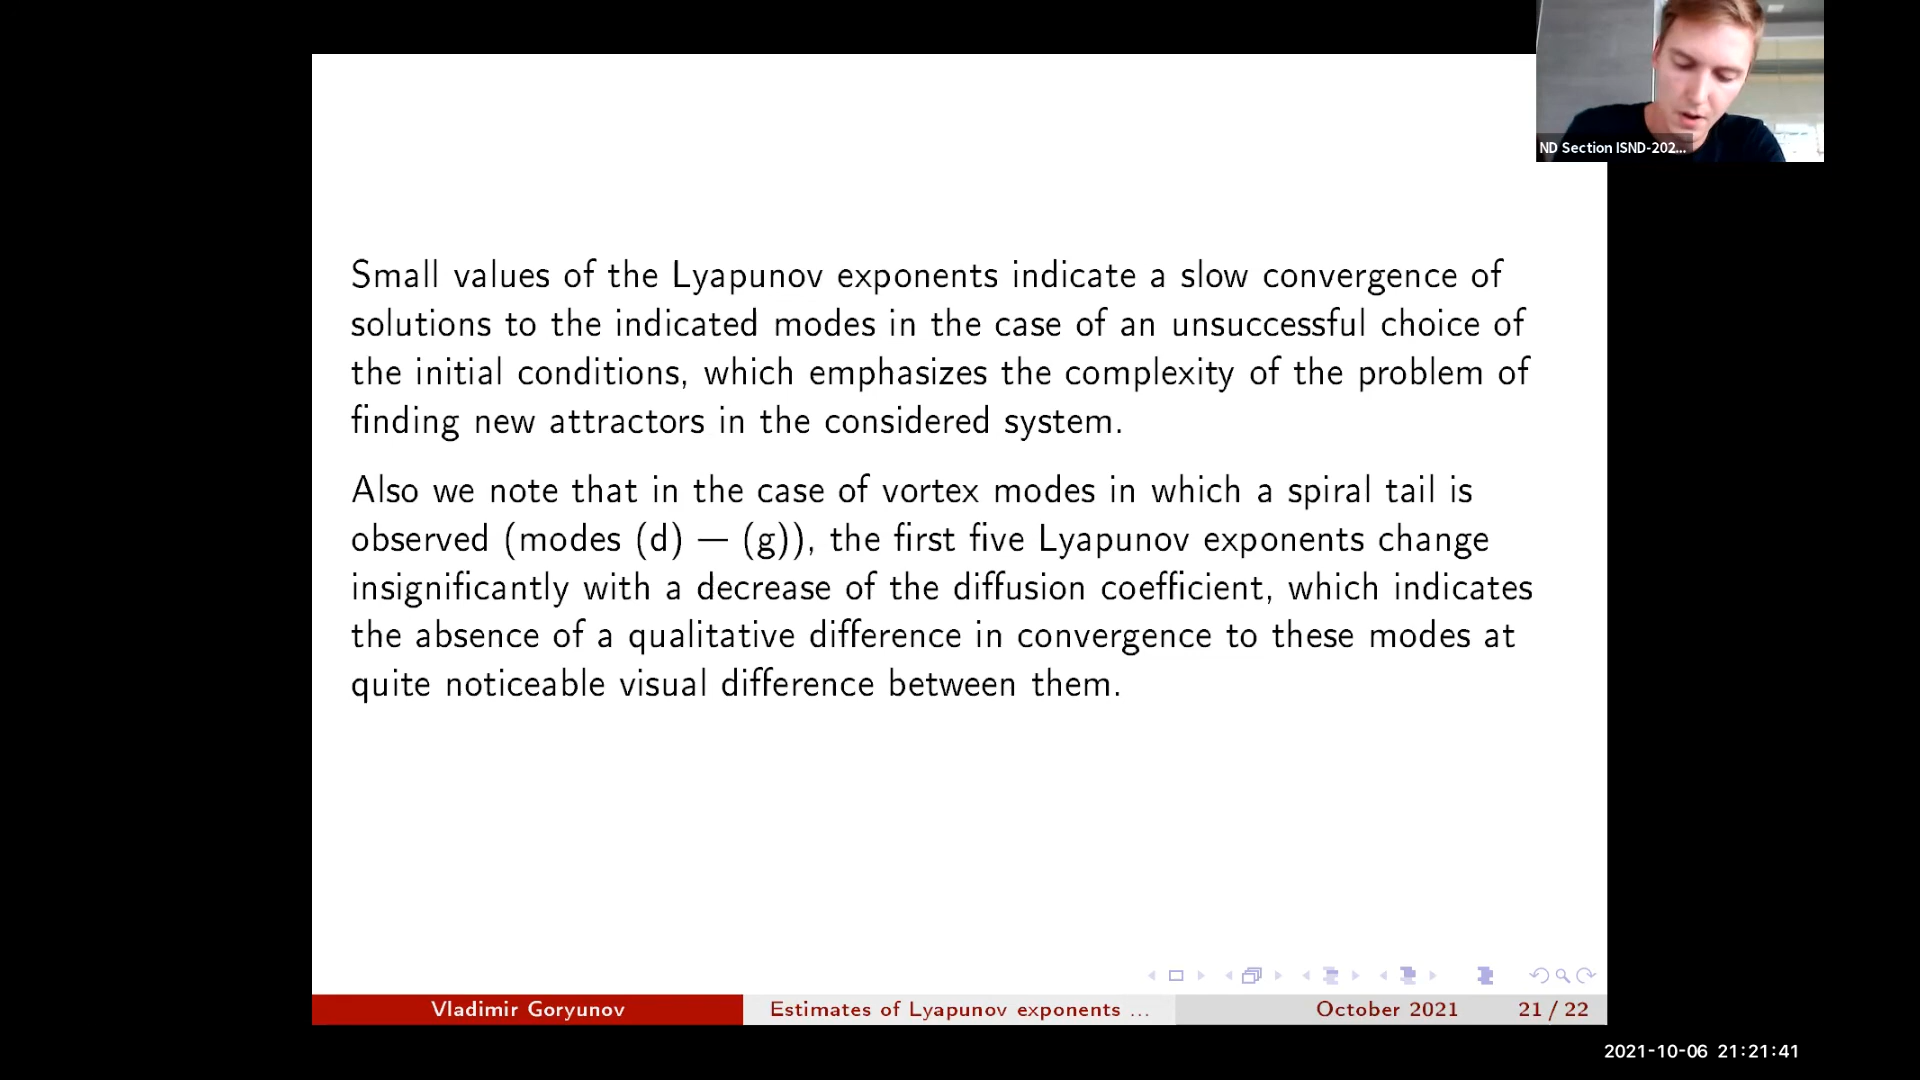 ND Section ISND-202...
Small values of the Lyapunov exponents indicate a slow convergence of
solutions to the indicated modes in the case of an unsuccessful choice of
the initial conditions, which emphasizes the complexity of the problem of
finding new attractors in the considered system.
Also we note that in the case of vortex modes in which a spiral tail is
observed (modes (d) — (g)), the first five Lyapunov exponents change
insignificantly with a decrease of the diffusion coefficient, which indicates
the absence of a qualitative difference in convergence to these modes at
quite noticeable visual difference between them.
Vladimir Goryunov Estimates of Lyapunov exponents ... October 2021 21 / 22
2021-10-06 21:21:41